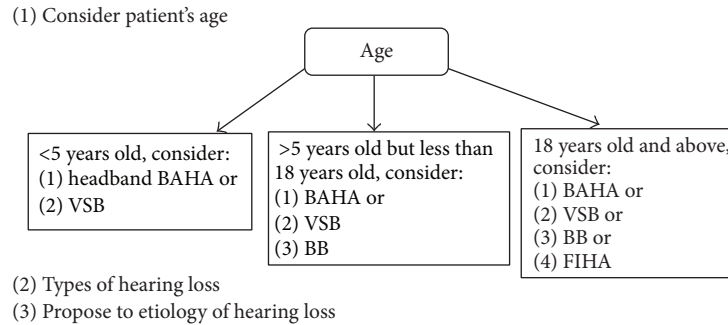 (1) Consider patient's age
Age
<5 years old, consider:
(1) headband BAHA or
(2) VSB
>5 years old but less than
18 years old, consider:
(1) BAHA or
(2) VSB
(3) BB
18 years old and above,
consider:
(1) BAHA or
(2) VSB or
(3) BB or
(4) FIHA
(2) Types of hearing loss
(3) Propose to etiology of hearing loss